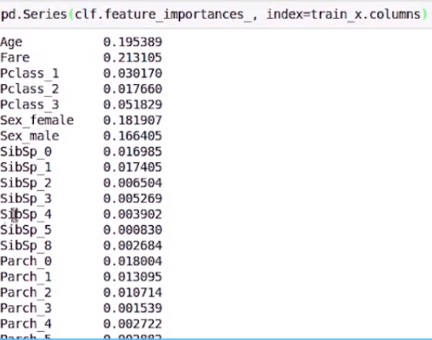 pd.Series(clf.feature_importances_, index=train_x.columns)
Age 0.195389
Fare 0.213105
Pclass_1 0.030170
Pclass_2 0.017660
Pclass_3 0.051829
Sex_female 0.181907
Sex_male 0.166405
SibSp_0 0.016985
SibSp_1 0.017405
SibSp_2 0.006504
SibSp_3 0.005269
SibSp_4 0.003902
SibSp_5 0.000830
SibSp_8 0.002684
Parch_0 0.018004
Parch_1 0.013095
Parch_2 0.010714
Parch_3 0.001539
Parch_4 0.002722
Parch_5